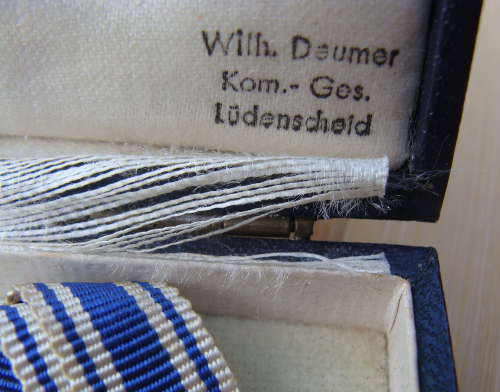 Wilh. Deumer
Kom.- Ges.
Lüdenscheid